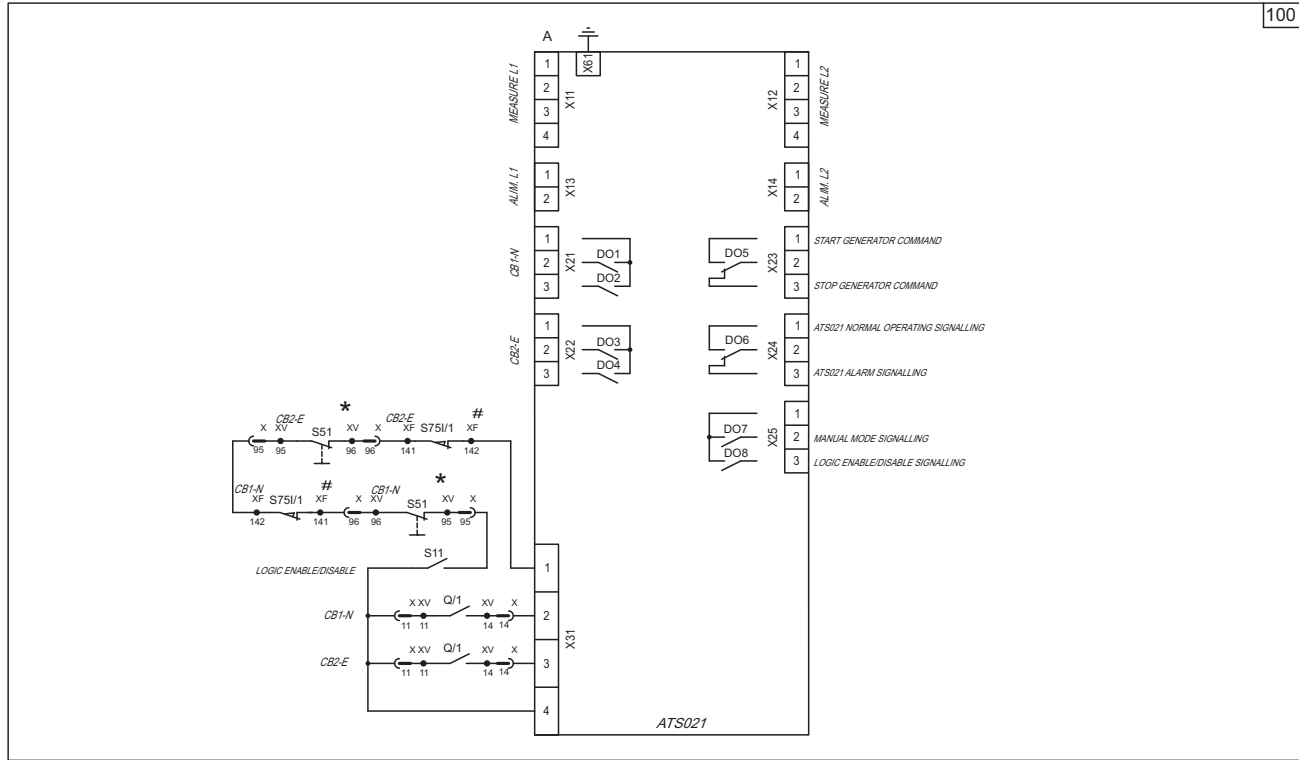 100
A
X61
MEASURE L1
1
2
3
4
X11
X12
1
2
3
4
MEASURE L2
ALIM. L1
1
2
X13
X14
1
2
ALIM. L2
CB1-N
1
2
3
X21
DO1
DO2
DO5
X23
1 START GENERATOR COMMAND
2
3 STOP GENERATOR COMMAND
CB2-E
1
2
3
X22
DO3
DO4
DO6
X24
1 ATS021 NORMAL OPERATING SIGNALLING
2
3 ATS021 ALARM SIGNALLING
DO7
DO8
X25
1
2 MANUAL MODE SIGNALLING
3 LOGIC ENABLE/DISABLE SIGNALLING
CB2-E * CB2-E #
X XV S51 XV X XF S75I/1 XF
95 95 96 96 141 142
CB1-N # CB1-N *
XF S75I/1 XF X XV S51 XV X
142 141 96 96 95 95
S11
LOGIC ENABLE/DISABLE
1
CB1-N X XV Q/1 XV X 2
11 11 14 14
X31
CB2-E X XV Q/1 XV X 3
11 11 14 14
4
ATS021